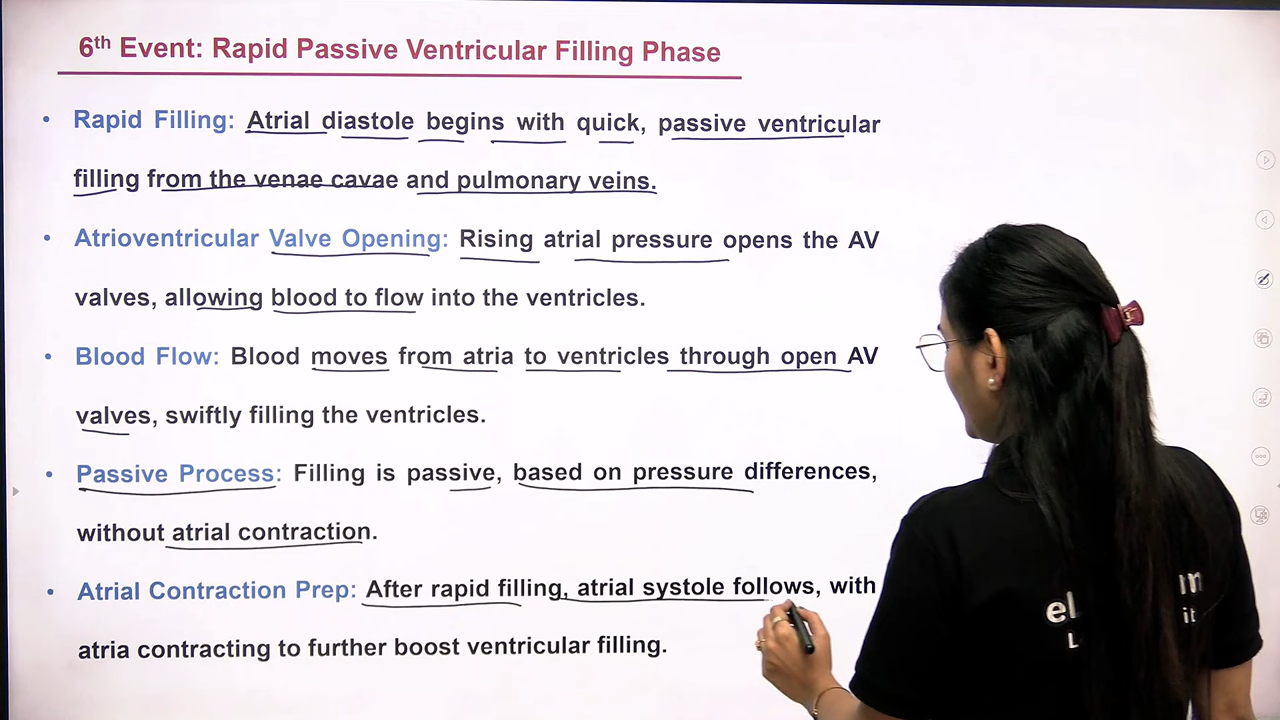 6th Event: Rapid Passive Ventricular Filling Phase
• Rapid Filling: Atrial diastole begins with quick, passive ventricular
filling from the venae cavae and pulmonary veins.
• Atrioventricular Valve Opening: Rising atrial pressure opens the AV
valves, allowing blood to flow into the ventricles.
• Blood Flow: Blood moves from atria to ventricles through open AV
valves, swiftly filling the ventricles.
• Passive Process: Filling is passive, based on pressure differences,
without atrial contraction.
• Atrial Contraction Prep: After rapid filling, atrial systole follows, with
atria contracting to further boost ventricular filling.